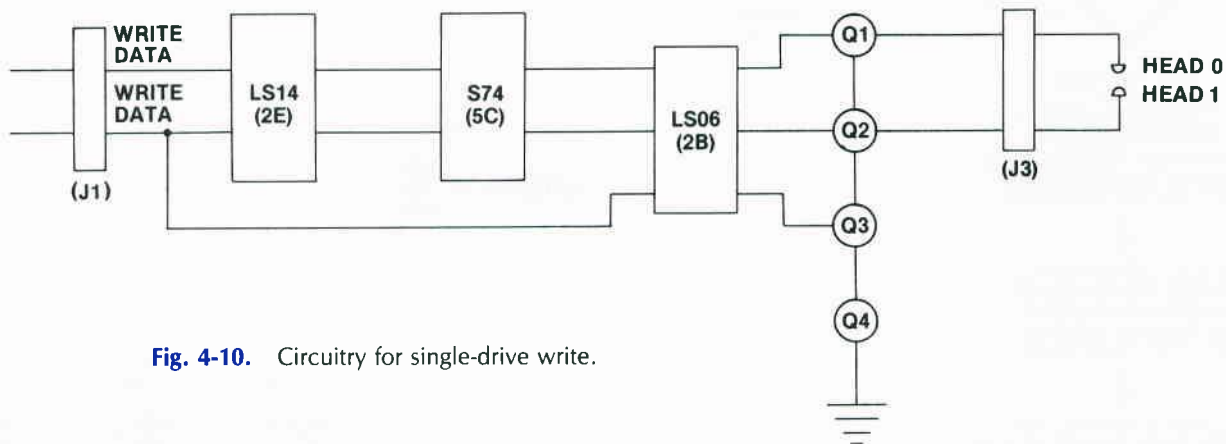 WRITE
DATA
WRITE
DATA
(J1)
LS14
(2E)
S74
(5C)
LS06
(2B)
Q1
Q2
Q3
Q4
(J3)
HEAD 0
HEAD 1
Fig. 4-10. Circuitry for single-drive write.